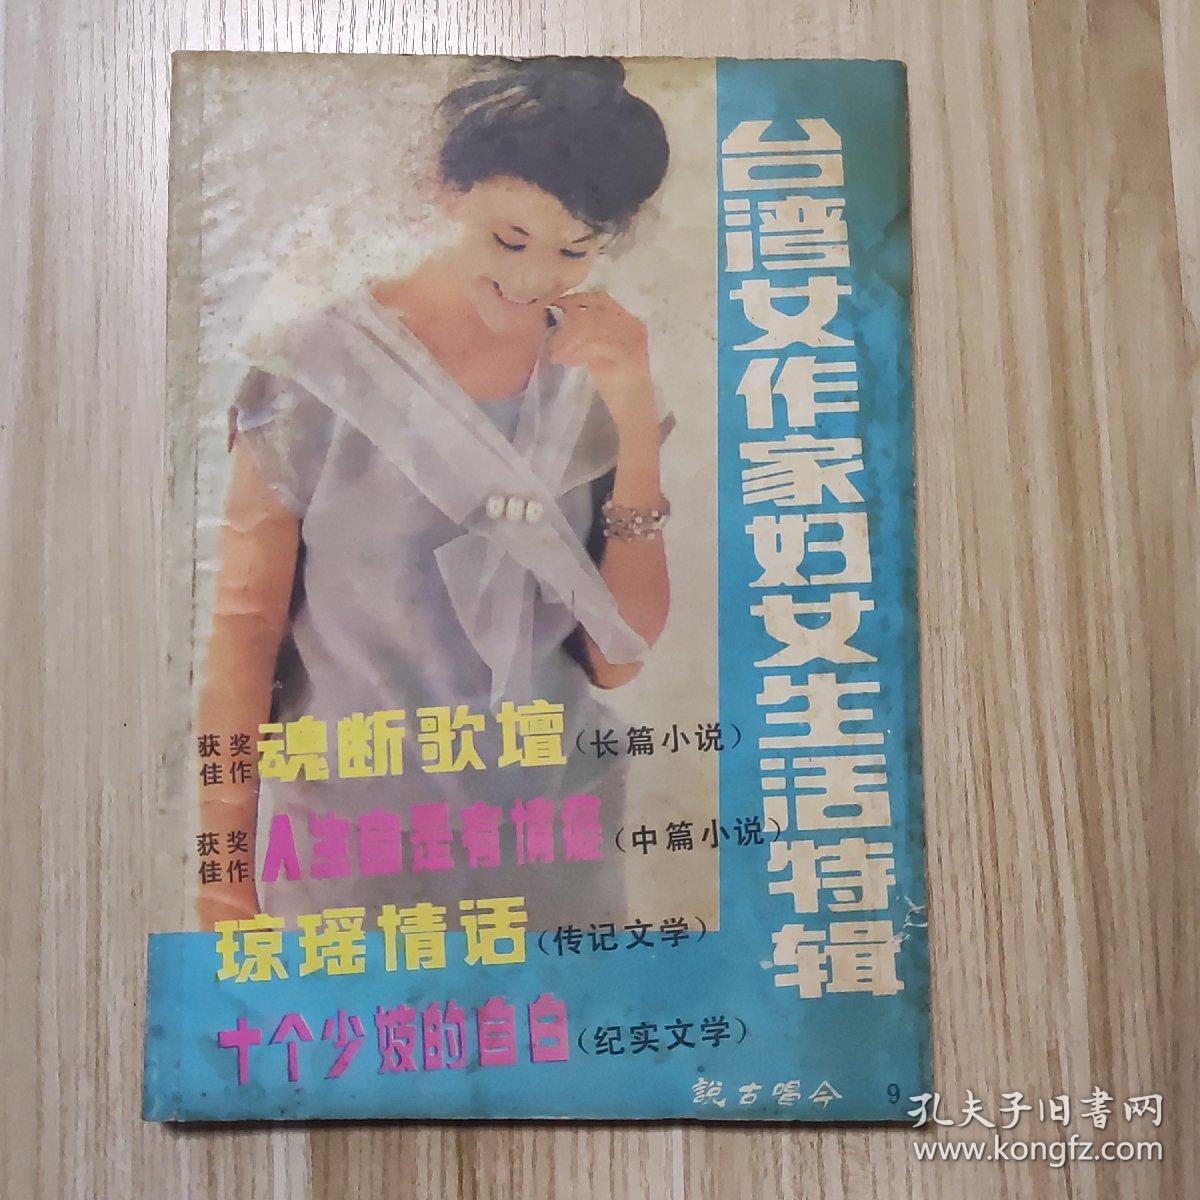 台湾女作家妇女生活特辑
获奖佳作 魂断歌壇（长篇小说）
获奖佳作 人生自是有情痴（中篇小说）
琼瑶情话（传记文学）
十个少妓的自白（纪实文学）
說古唱今 9
孔夫子旧書网
www.kongfz.com